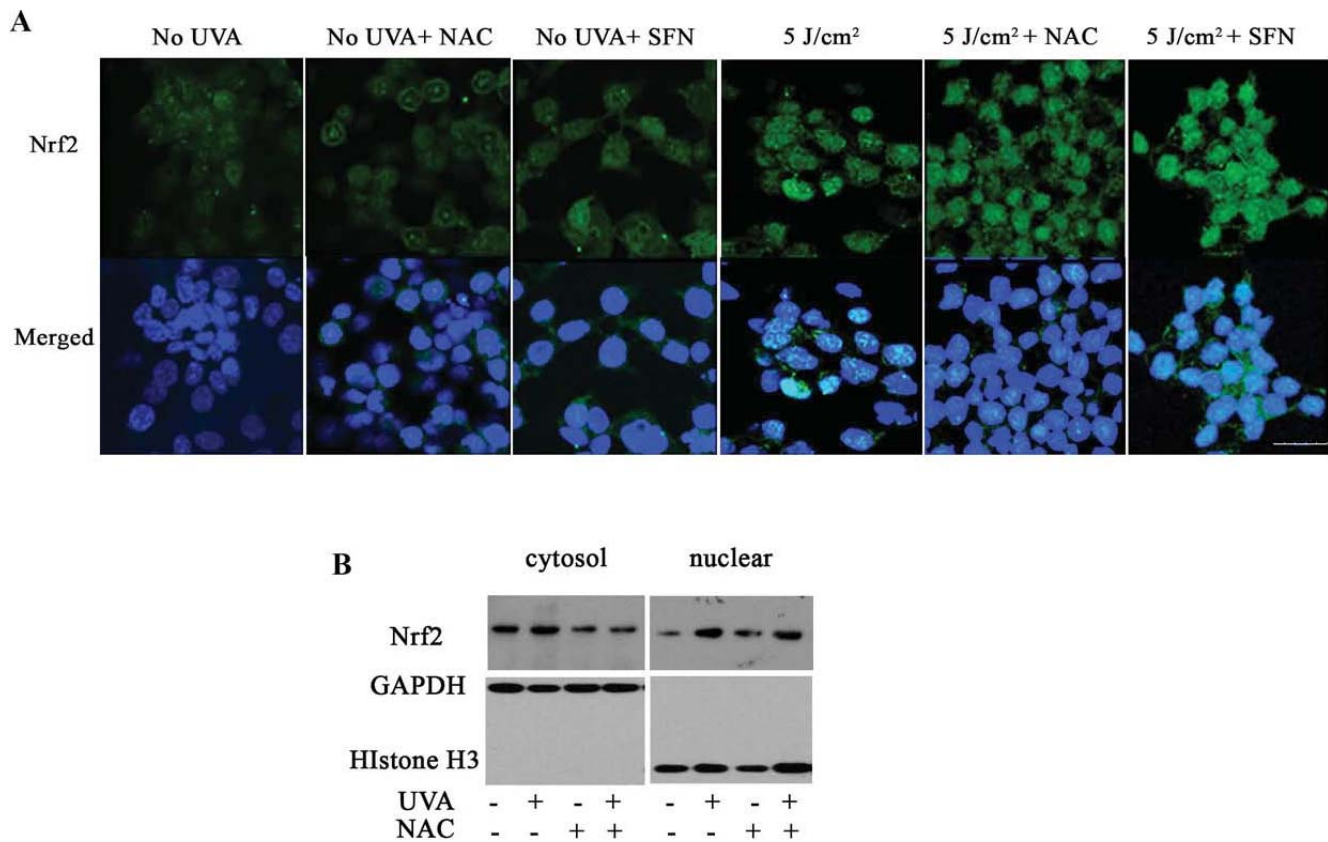 A
No UVA No UVA+ NAC No UVA+ SFN 5 J/cm² 5 J/cm² + NAC 5 J/cm² + SFN
Nrf2
Merged
B
cytosol nuclear
Nrf2
GAPDH
HIstone H3
UVA - + - + - + - +
NAC - - + + - - + +